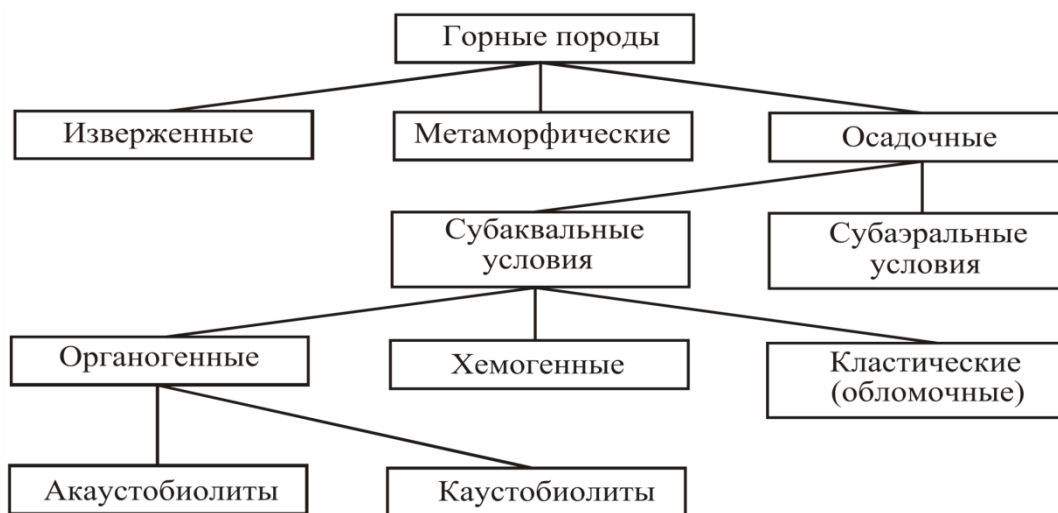 Горные породы
Изверженные
Метаморфические
Осадочные
Субаквальные
условия
Субаэральные
условия
Органогенные
Хемогенные
Кластические
(обломочные)
Акаустобиолиты
Каустобиолиты